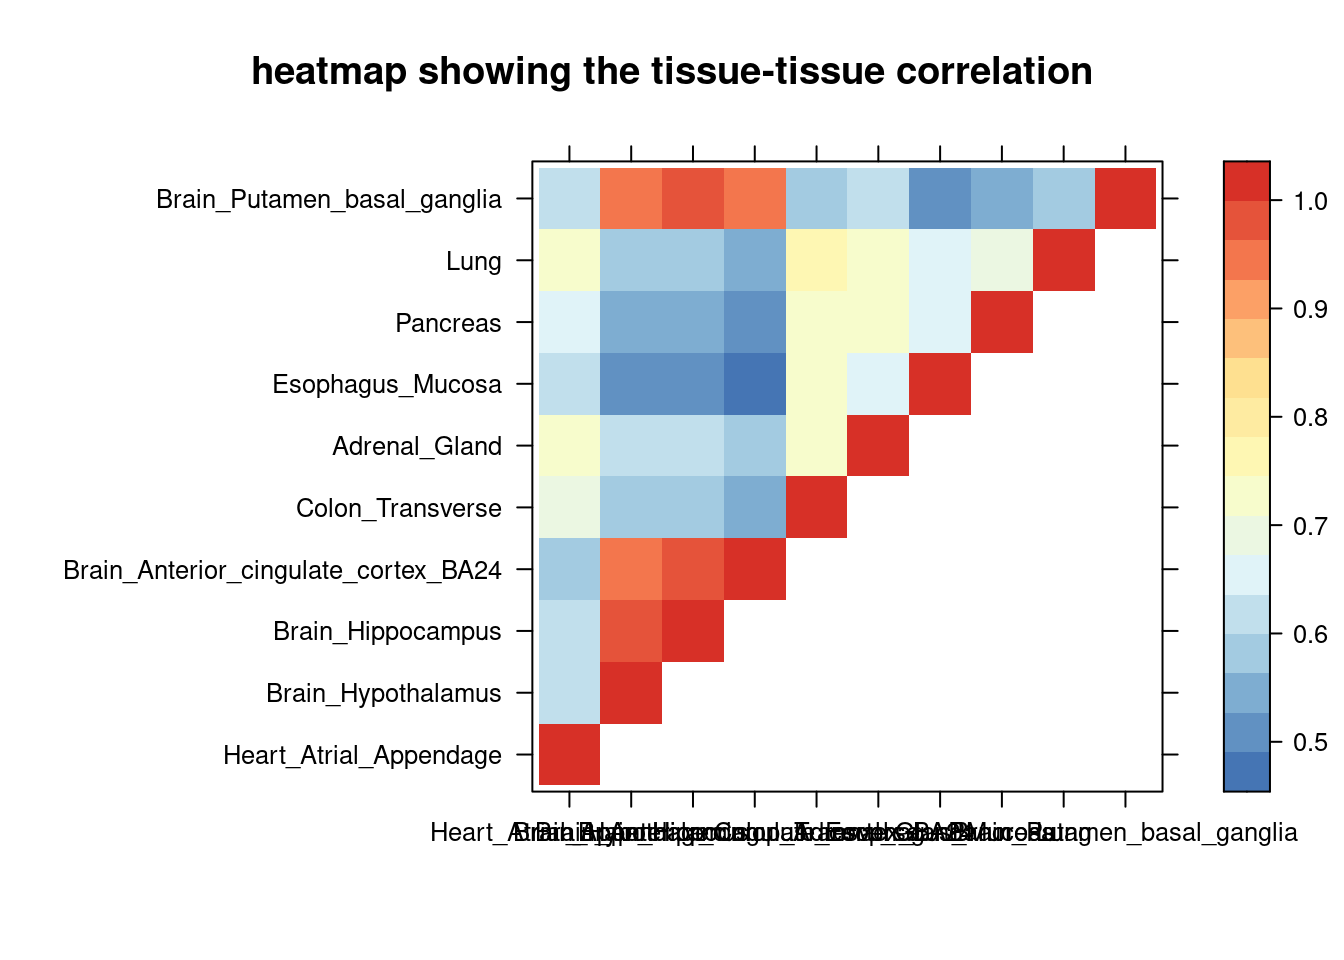 heatmap showing the tissue-tissue correlation
Brain_Putamen_basal_ganglia
Lung
Pancreas
Esophagus_Mucosa
Adrenal_Gland
Colon_Transverse
Brain_Anterior_cingulate_cortex_BA24
Brain_Hippocampus
Brain_Hypothalamus
Heart_Atrial_Appendage
1.0
0.9
0.8
0.7
0.6
0.5